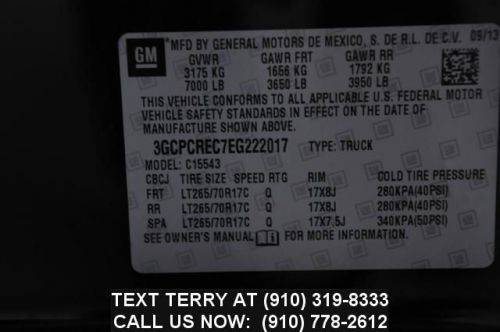 GM
MFD BY GENERAL MOTORS DE MEXICO, S. DE R.L. DE C.V. 09/13
GVWR GAWR FRT GAWR RR
3175 KG 1656 KG 1792 KG
7000 LB 3650 LB 3950 LB
THIS VEHICLE CONFORMS TO ALL APPLICABLE U.S. FEDERAL MOTOR
VEHICLE SAFETY STANDARDS IN EFFECT ON THE DATE OF
MANUFACTURE SHOWN ABOVE.
3GCPCREC7EG222017 TYPE: TRUCK
MODEL: C15543
CBCJ TIRE SIZE SPEED RTG RIM COLD TIRE PRESSURE
FRT LT265/70R17C Q 17X8J 280KPA(40PSI)
RR LT265/70R17C Q 17X8J 280KPA(40PSI)
SPA LT265/70R17C Q 17X7.5J 340KPA(50PSI)
SEE OWNER'S MANUAL FOR MORE INFORMATION.
TEXT TERRY AT (910) 319-8333
CALL US NOW: (910) 778-2612